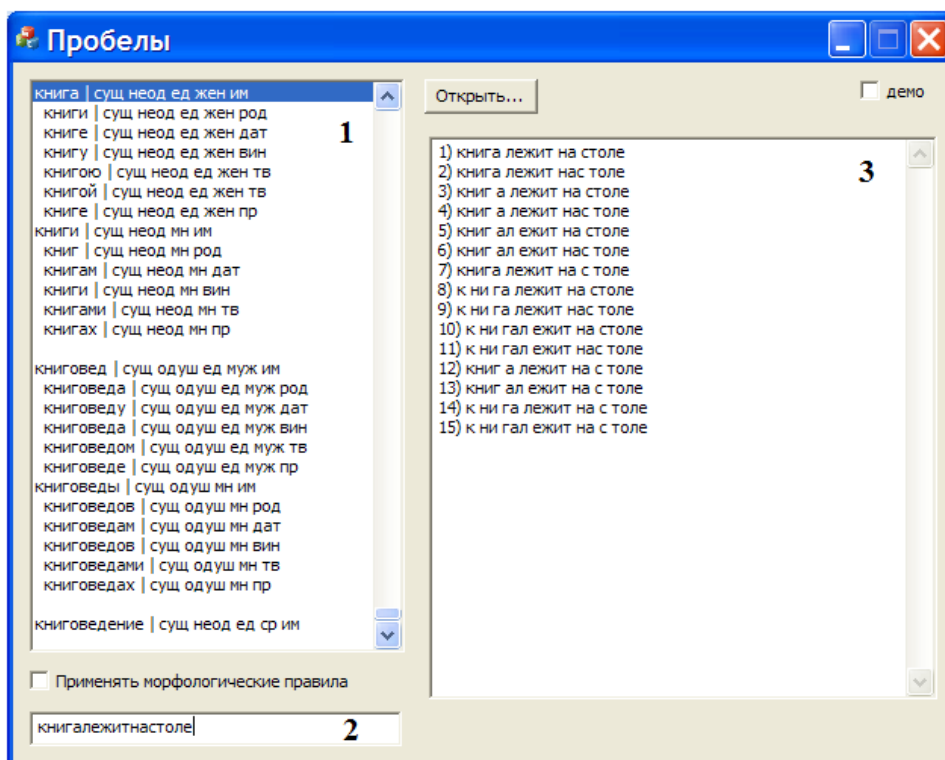 Пробелы
книга | сущ неод ед жен им
книги | сущ неод ед жен род
книге | сущ неод ед жен дат
книгу | сущ неод ед жен вин
книгою | сущ неод ед жен тв
книгой | сущ неод ед жен тв
книге | сущ неод ед жен пр
книги | сущ неод мн им
книг | сущ неод мн род
книгам | сущ неод мн дат
книги | сущ неод мн вин
книгами | сущ неод мн тв
книгах | сущ неод мн пр
книговед | сущ одуш ед муж им
книговеда | сущ одуш ед муж род
книговеду | сущ одуш ед муж дат
книговеда | сущ одуш ед муж вин
книговедом | сущ одуш ед муж тв
книговеде | сущ одуш ед муж пр
книговеды | сущ одуш мн им
книговедов | сущ одуш мн род
книговедам | сущ одуш мн дат
книговедов | сущ одуш мн вин
книговедами | сущ одуш мн тв
книговедах | сущ одуш мн пр
книговедение | сущ неод ед ср им
1
Применять морфологические правила
книгалежитнастоле
2
Открыть...
демо
1) книга лежит на столе
2) книга лежит нас толе
3) книг а лежит на столе
4) книг а лежит нас толе
5) книг ал ежит на столе
6) книг ал ежит нас толе
7) книга лежит на с толе
8) к ни га лежит на столе
9) к ни га лежит нас толе
10) к ни гал ежит на столе
11) к ни гал ежит нас толе
12) книг а лежит на с толе
13) книг ал ежит на с толе
14) к ни га лежит на с толе
15) к ни гал ежит на с толе
3